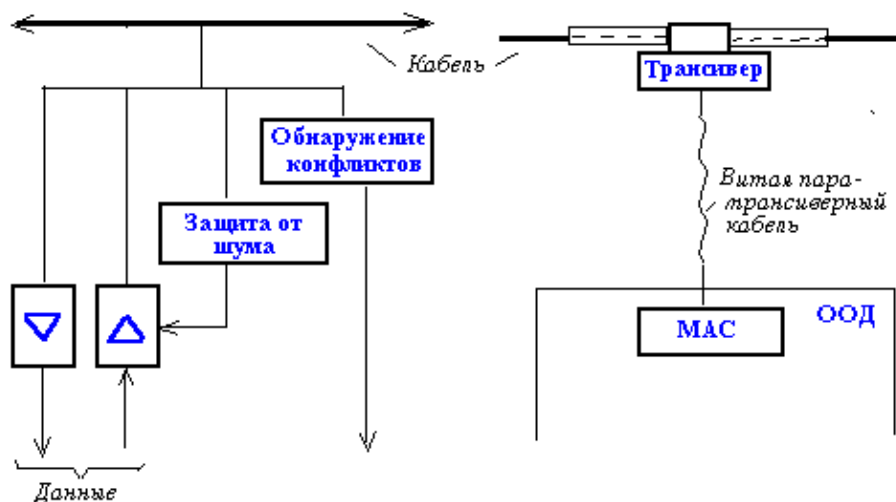 Кабель
Трансивер
Обнаружение
конфликтов
Витая пара-
трансиверный
кабель
Защита от
шума
МАС
ООД
Данные